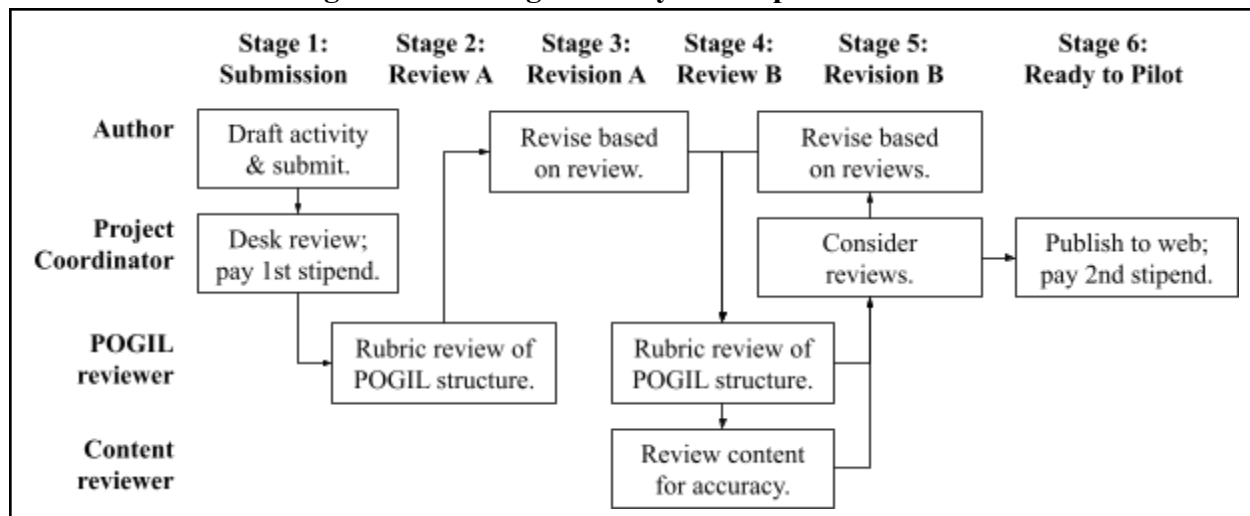 Stage 1:
Submission
Stage 2:
Review A
Stage 3:
Revision A
Stage 4:
Review B
Stage 5:
Revision B
Stage 6:
Ready to Pilot
Author
Draft activity
& submit.
Revise based
on review.
Revise based
on reviews.
Project
Coordinator
Desk review;
pay 1st stipend.
Consider
reviews.
Publish to web;
pay 2nd stipend.
POGIL
reviewer
Rubric review of
POGIL structure.
Rubric review of
POGIL structure.
Content
reviewer
Review content
for accuracy.